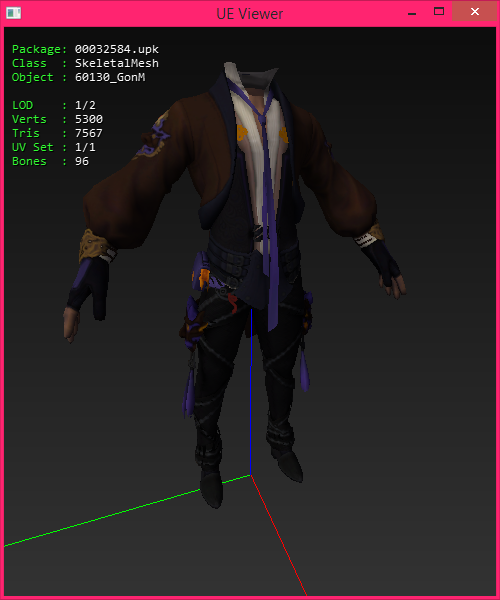 UE Viewer
Package: 00032584.upk
Class : SkeletalMesh
Object : 60130_GonM
LOD : 1/2
Verts : 5300
Tris : 7567
UV Set : 1/1
Bones : 96